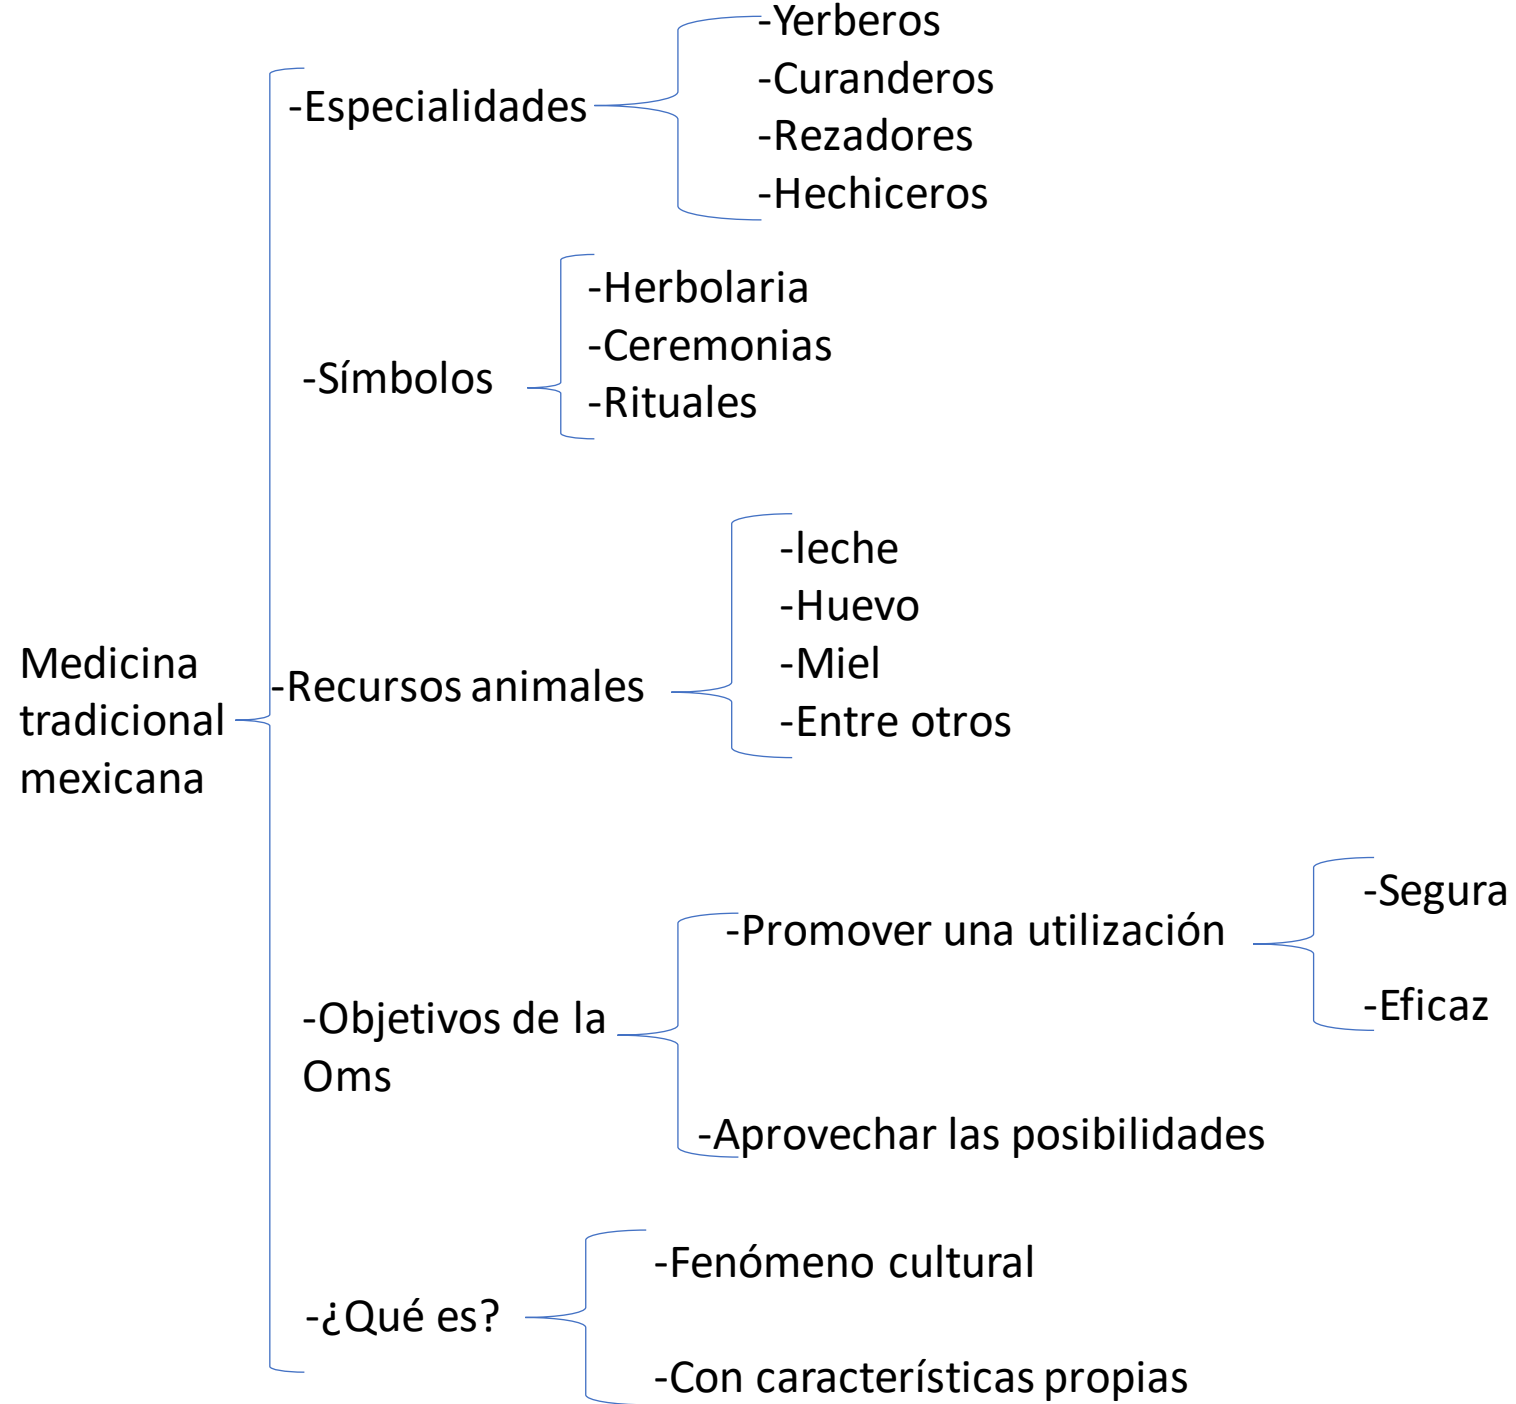 Medicina
tradicional
mexicana
-Especialidades
-Yerberos
-Curanderos
-Rezadores
-Hechiceros
-Símbolos
-Herbolaria
-Ceremonias
-Rituales
-Recursos animales
-leche
-Huevo
-Miel
-Entre otros
-Objetivos de la
Oms
-Promover una utilización
-Segura
-Eficaz
-Aprovechar las posibilidades
-¿Qué es?
-Fenómeno cultural
-Con características propias